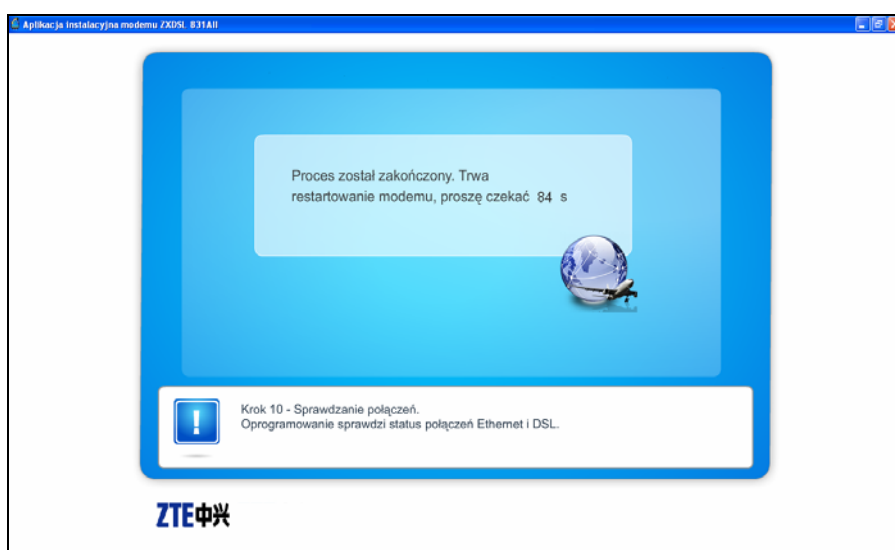 Aplikacja instalacyjna modemu ZXDSL 831AII
Proces został zakończony. Trwa
restartowanie modemu, proszę czekać 84 s
Krok 10 - Sprawdzanie połączeń.
Oprogramowanie sprawdzi status połączeń Ethernet i DSL.
ZTE中兴